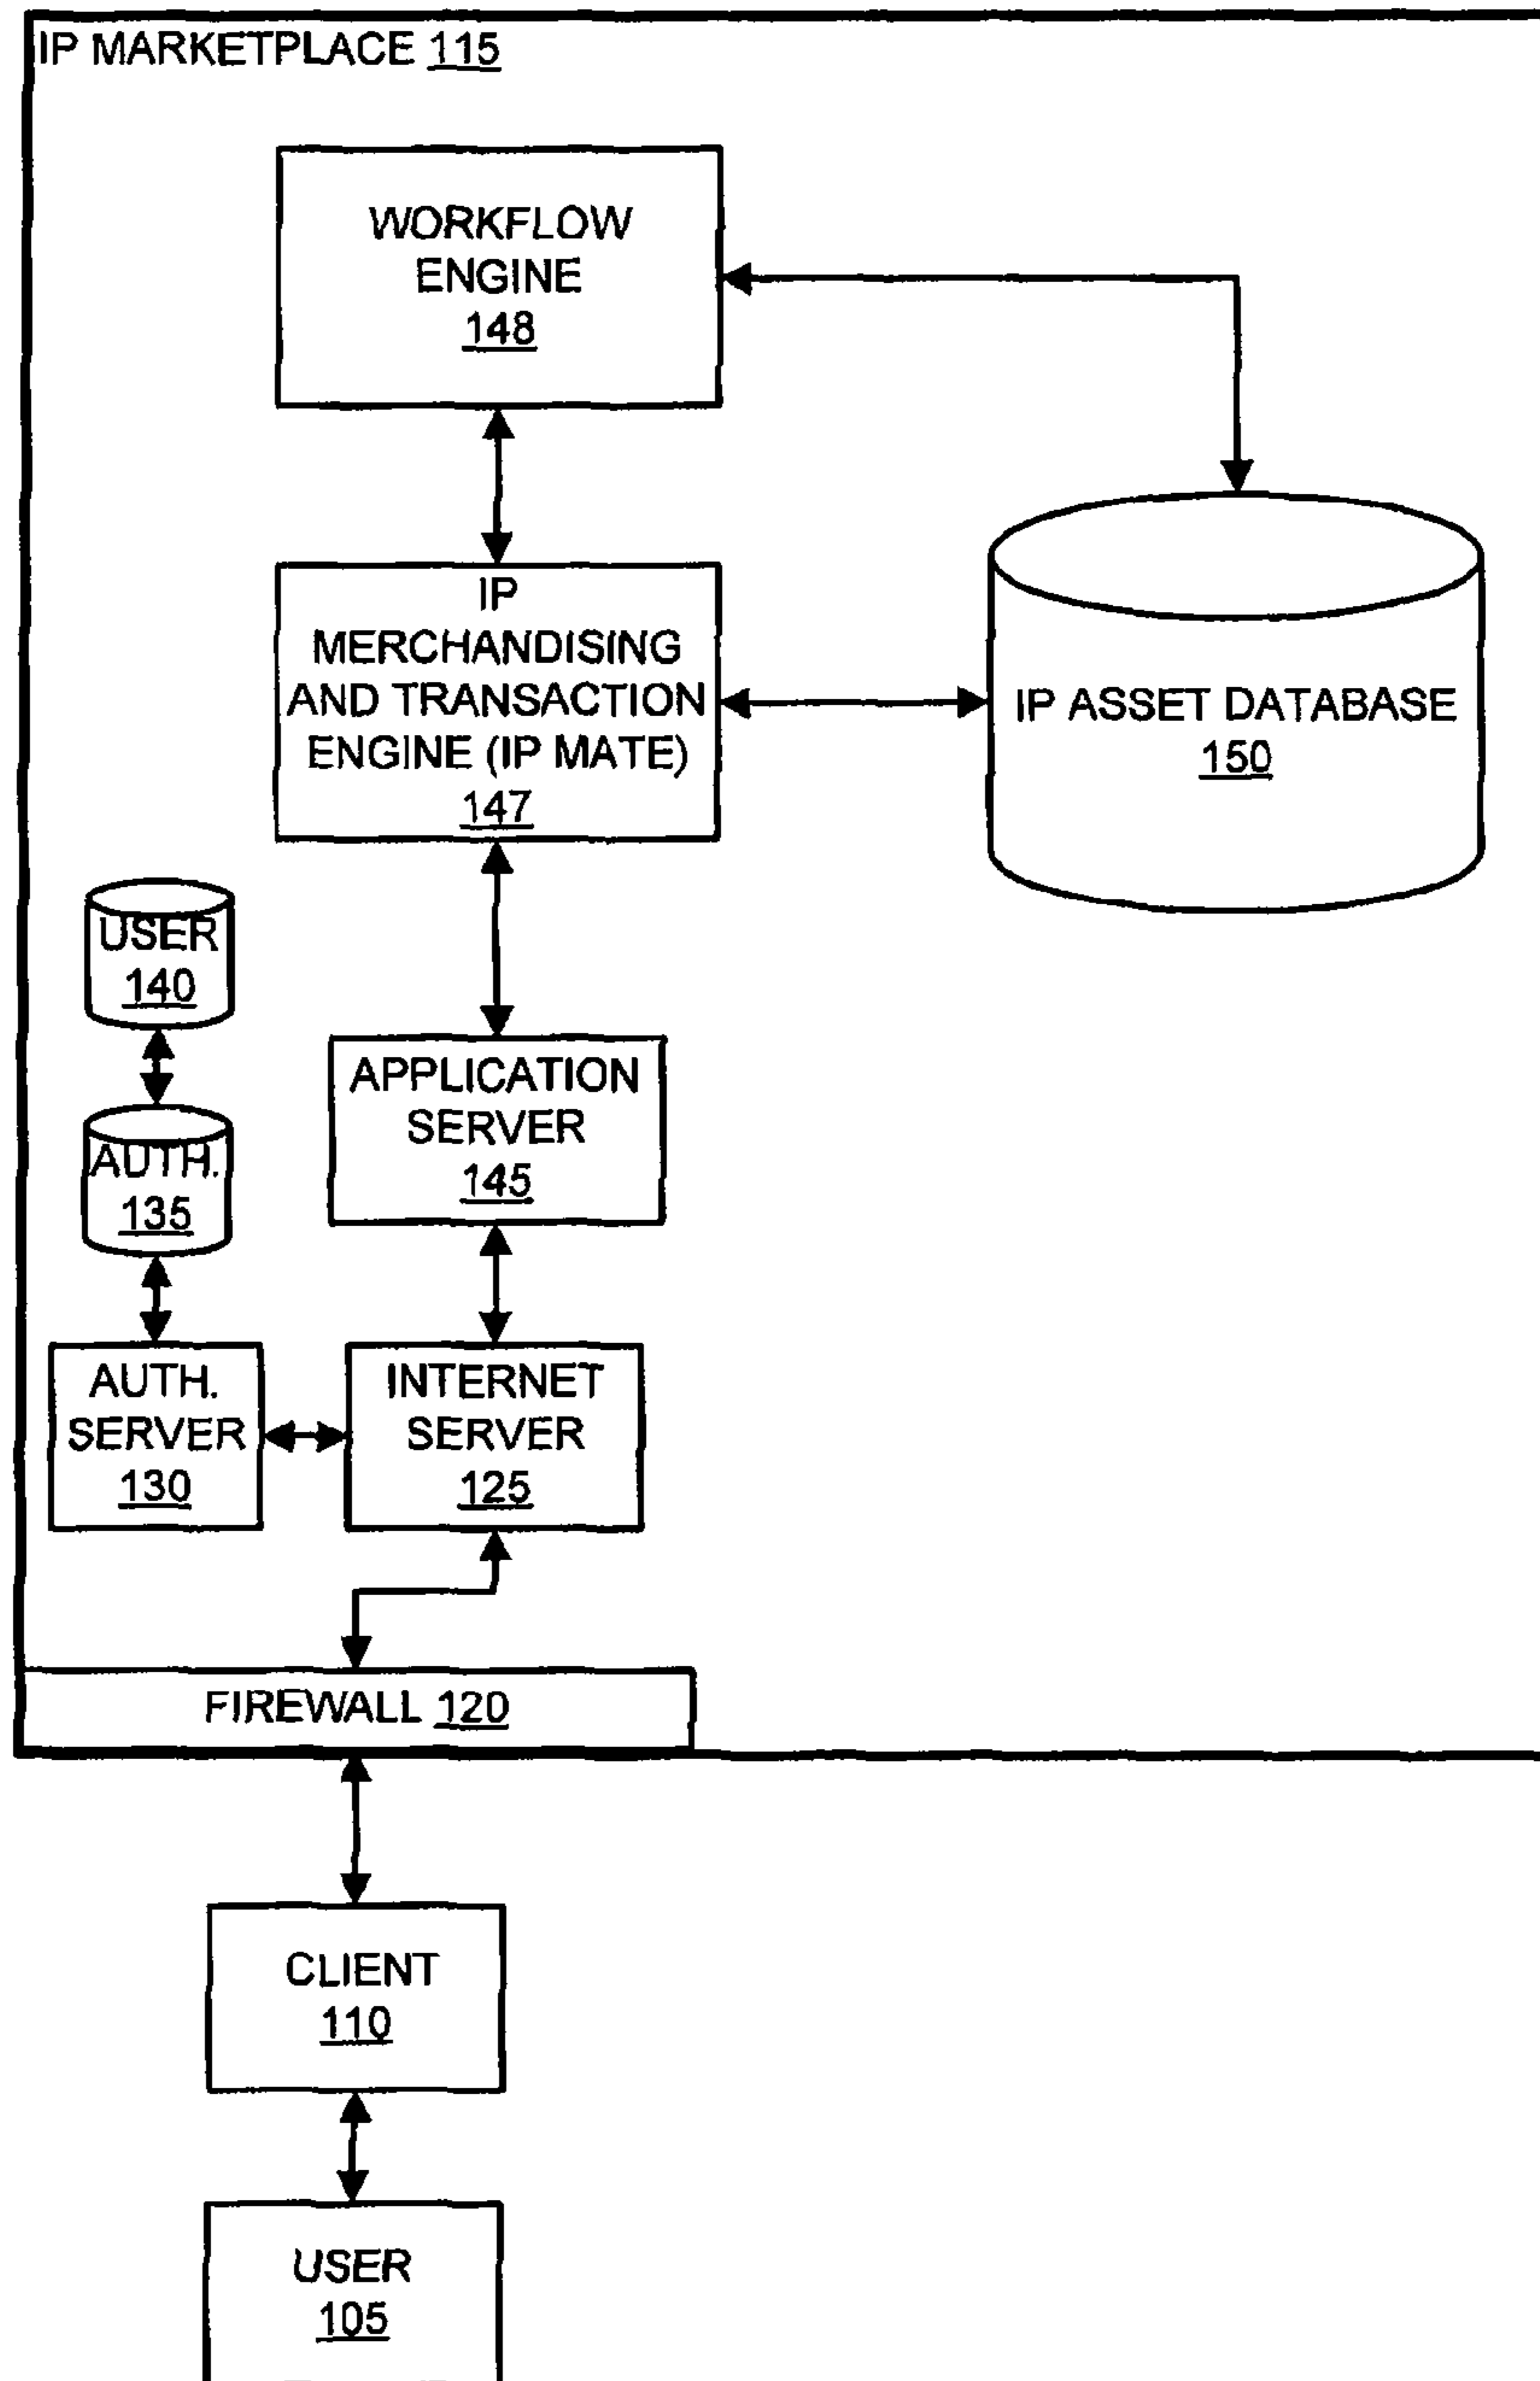 IP MARKETPLACE 115
WORKFLOW
ENGINE
148
IP
MERCHANDISING
AND TRANSACTION
ENGINE (IP MATE)
147
IP ASSET DATABASE
150
USER
140
AUTH.
135
APPLICATION
SERVER
145
AUTH.
SERVER
130
INTERNET
SERVER
125
FIREWALL 120
CLIENT
110
USER
105